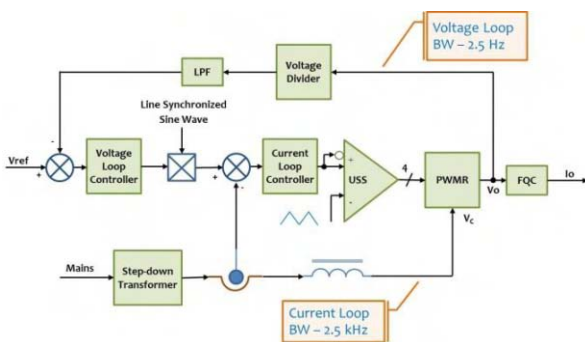 Voltage Loop
BW – 2.5 Hz
Voltage
Divider
LPF
Line Synchronized
Sine Wave
-
Vref
+
Voltage
Loop
Controller
+
-
Current
Loop
Controller
+
-
USS
4
PWMR
Vo
FQC
Io
Vc
Mains
Step-down
Transformer
Current Loop
BW – 2.5 kHz